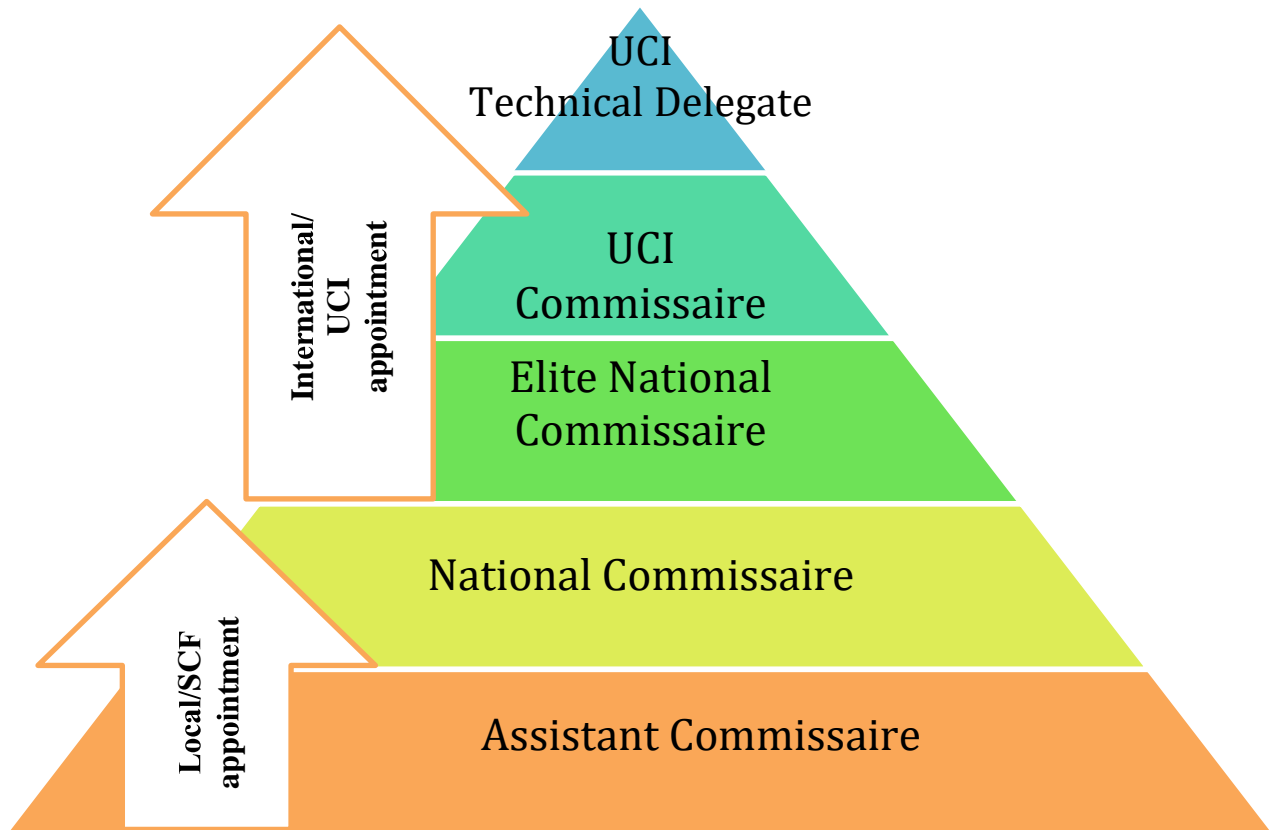 UCI
Technical Delegate
International/
UCI
appointment
UCI
Commissaire
Elite National
Commissaire
National Commissaire
Local/SCF
appointment
Assistant Commissaire